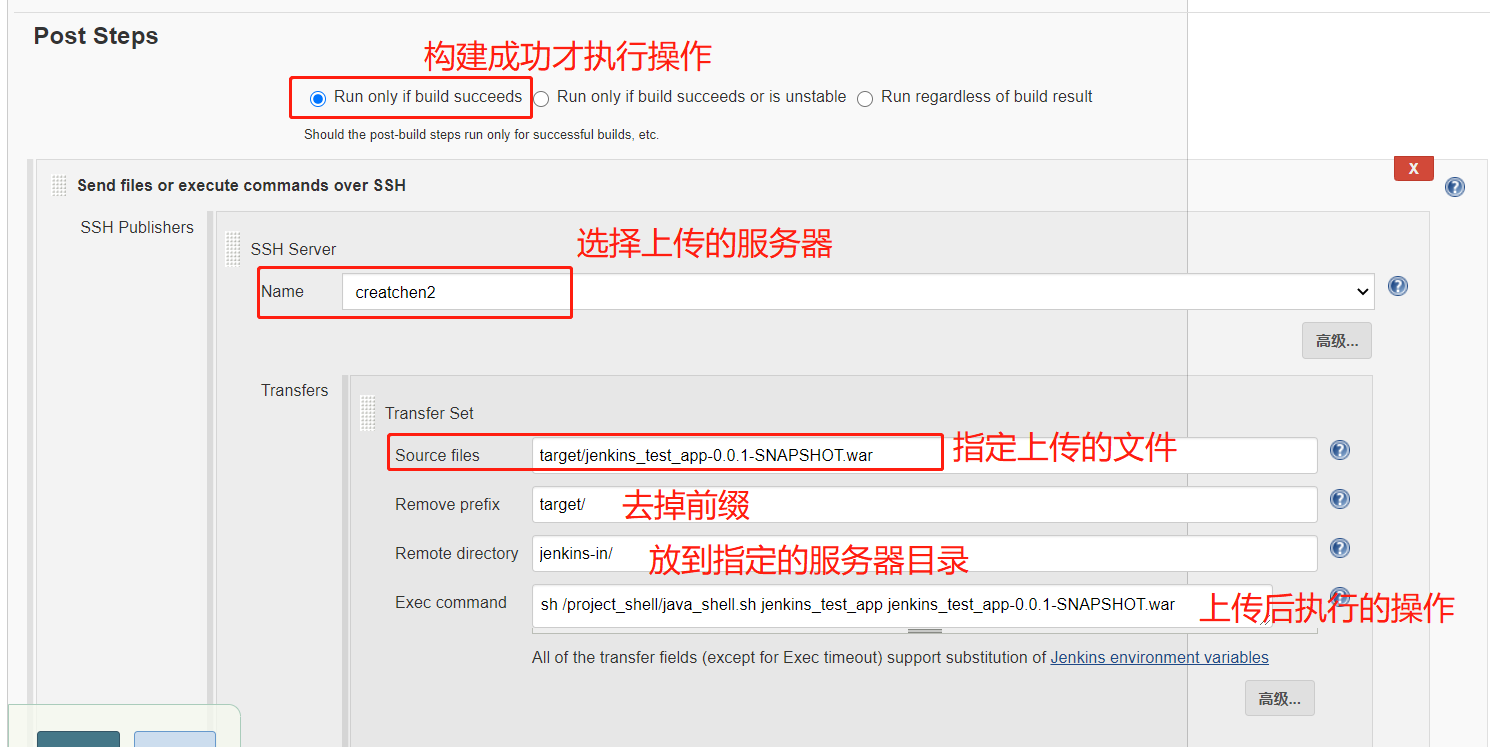 Post Steps
构建成功才执行操作
Run only if build succeeds Run only if build succeeds or is unstable Run regardless of build result
Should the post-build steps run only for successful builds, etc.
X
Send files or execute commands over SSH
SSH Publishers
SSH Server
选择上传的服务器
Name creatchen2
高级...
Transfers
Transfer Set
Source files target/jenkins_test_app-0.0.1-SNAPSHOT.war 指定上传的文件
Remove prefix target/ 去掉前缀
Remote directory jenkins-in/ 放到指定的服务器目录
Exec command sh /project_shell/java_shell.sh jenkins_test_app jenkins_test_app-0.0.1-SNAPSHOT.war 上传后执行的操作
All of the transfer fields (except for Exec timeout) support substitution of Jenkins environment variables
高级...